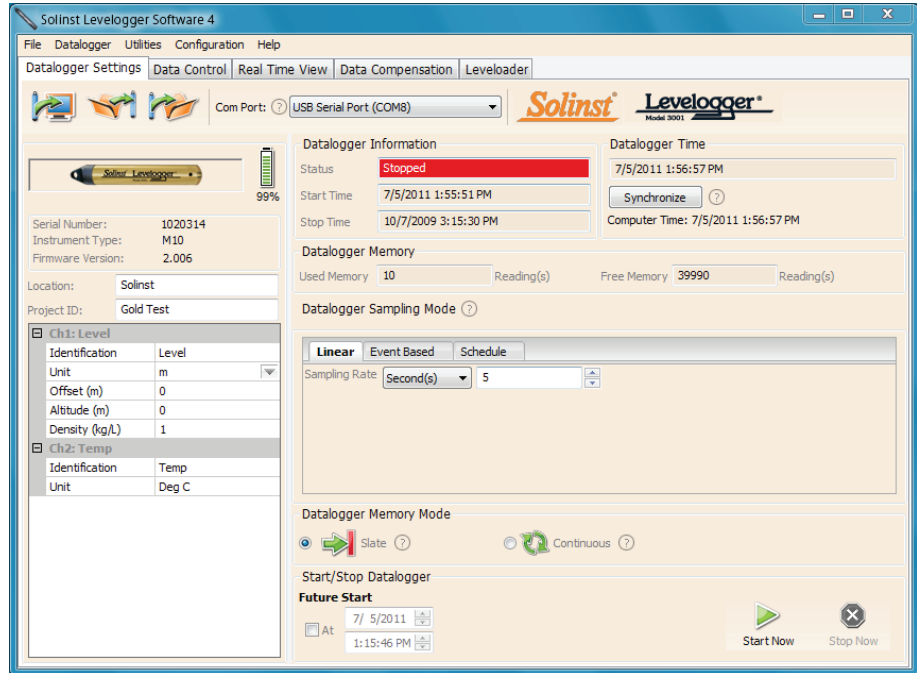 Solinst Levelogger Software 4
File Datalogger Utilities Configuration Help
Datalogger Settings Data Control Real Time View Data Compensation Leveloader
Com Port: ? USB Serial Port (COM8)
Solinst Levelogger®
Model 3001
Solinst Levelogger
99%
Serial Number: 1020314
Instrument Type: M10
Firmware Version: 2.006
Location: Solinst
Project ID: Gold Test
Ch1: Level
Identification Level
Unit m
Offset (m) 0
Altitude (m) 0
Density (kg/L) 1
Ch2: Temp
Identification Temp
Unit Deg C
Datalogger Information
Status Stopped
Start Time 7/5/2011 1:55:51 PM
Stop Time 10/7/2009 3:15:30 PM
Datalogger Time
7/5/2011 1:56:57 PM
Synchronize ?
Computer Time: 7/5/2011 1:56:57 PM
Datalogger Memory
Used Memory 10 Reading(s) Free Memory 39990 Reading(s)
Datalogger Sampling Mode ?
Linear Event Based Schedule
Sampling Rate Second(s) 5
Datalogger Memory Mode
Slate ? Continuous ?
Start/Stop Datalogger
Future Start
At 7/ 5/2011
1:15:46 PM
Start Now Stop Now